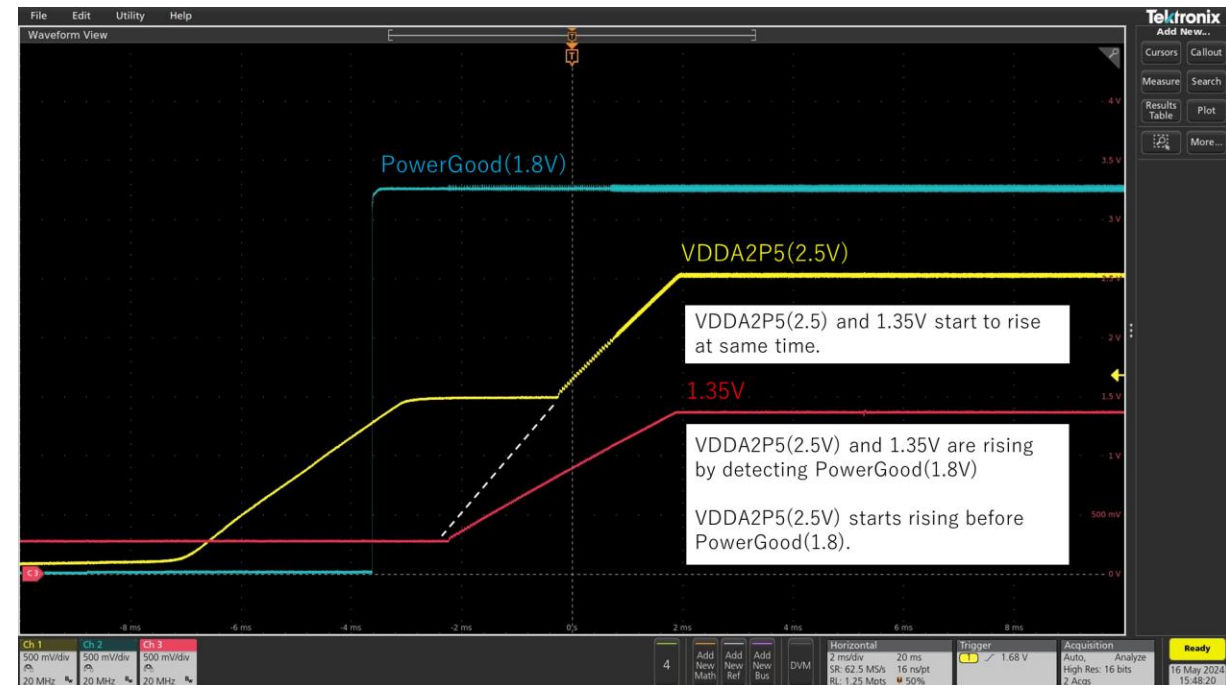 File Edit Utility Help
Tektronix
Waveform View
Add New...
Cursors Callout
Measure Search
Results Table Plot
More...
T
T
4 V
3.5 V
3 V
2.5 V
2 V
1.5 V
1 V
500 mV
0 V
PowerGood(1.8V)
VDDA2P5(2.5V)
VDDA2P5(2.5) and 1.35V start to rise
at same time.
1.35V
VDDA2P5(2.5V) and 1.35V are rising
by detecting PowerGood(1.8V)
VDDA2P5(2.5V) starts rising before
PowerGood(1.8).
C3
-8 ms -6 ms -4 ms -2 ms 0 s 2 ms 4 ms 6 ms 8 ms
Ch 1
500 mV/div
20 MHz
Ch 2
500 mV/div
20 MHz
Ch 3
500 mV/div
20 MHz
4
Add New Math
Add New Ref
Add New Bus
DVM
Horizontal
2 ms/div 20 ms
SR: 62.5 MS/s 16 ns/pt
RL: 1.25 Mpts 50%
Trigger
1 1.68 V
Acquisition
Auto, Analyze
High Res: 16 bits
2 Acqs
Ready
16 May 2024
15:48:20